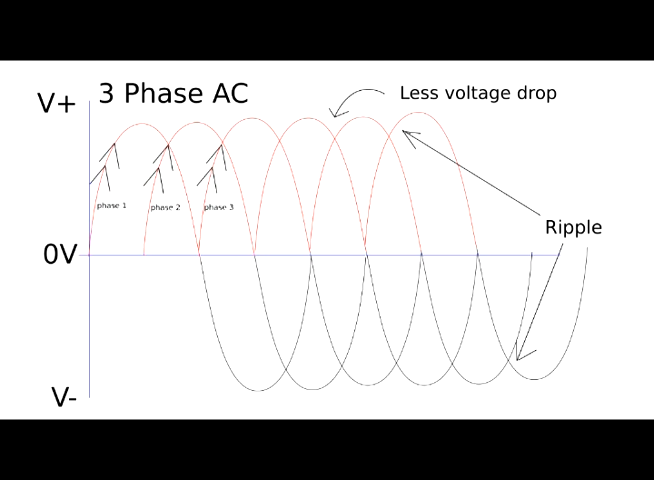 V+
3 Phase AC
Less voltage drop
phase 1
phase 2
phase 3
Ripple
0V
V-